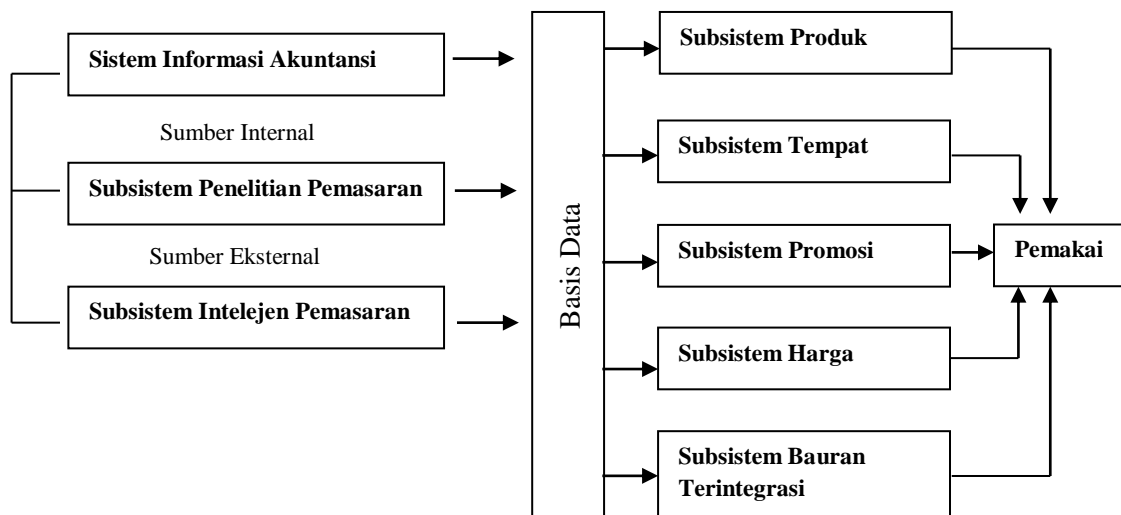 Sistem Informasi Akuntansi
Sumber Internal
Subsistem Penelitian Pemasaran
Sumber Eksternal
Subsistem Intelejen Pemasaran
Basis Data
Subsistem Produk
Subsistem Tempat
Subsistem Promosi
Subsistem Harga
Subsistem Bauran
Terintegrasi
Pemakai